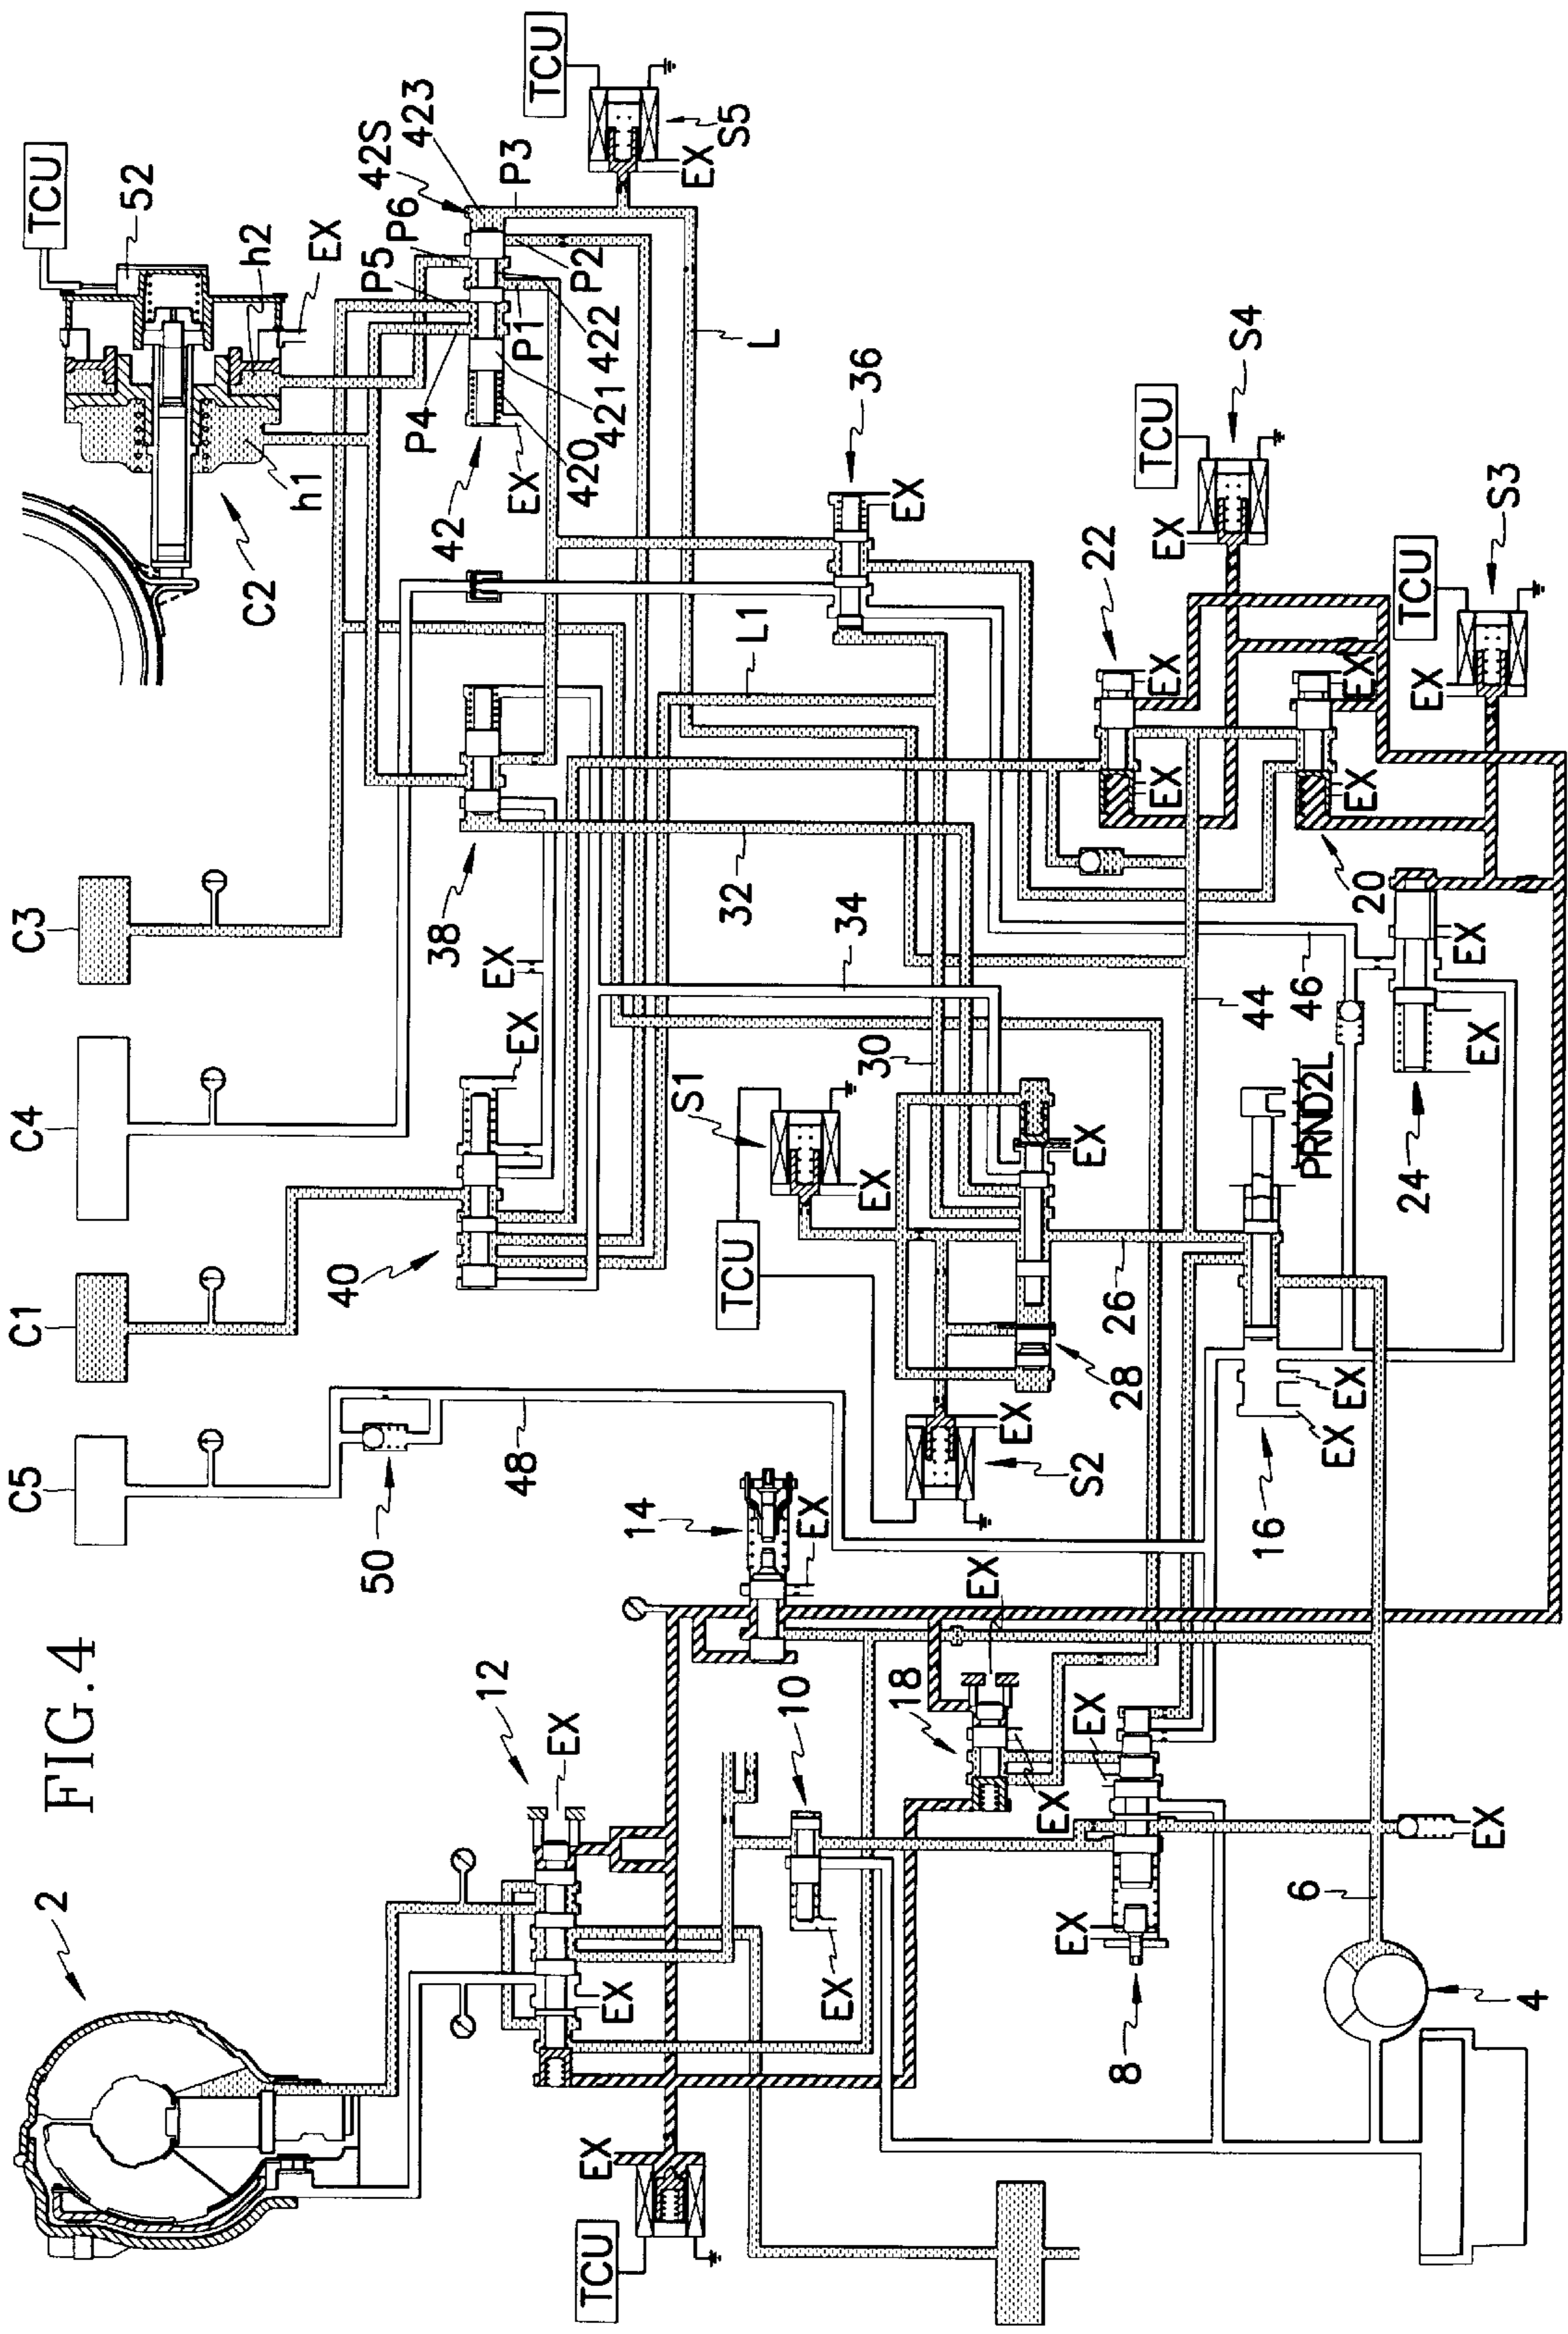 FIG.4
2
12
EX
EX
TCU
EX
C5
50
48
C1
C4
C3
40
EX
EX
38
C2
h1
h2
EX
52
TCU
P4
P5
P6
42S
423
P3
P2
P1
422
421
420
EX
42
TCU
S5
EX
L
L1
36
EX
14
EX
10
EX
18
EX
EX
EX
8
EX
6
EX
4
TCU
S1
EX
S2
EX
28
EX
26
30
32
34
44
46
16
EX
EX
PRND2L
24
EX
EX
20
EX
EX
22
EX
EX
TCU
S4
EX
TCU
S3
EX